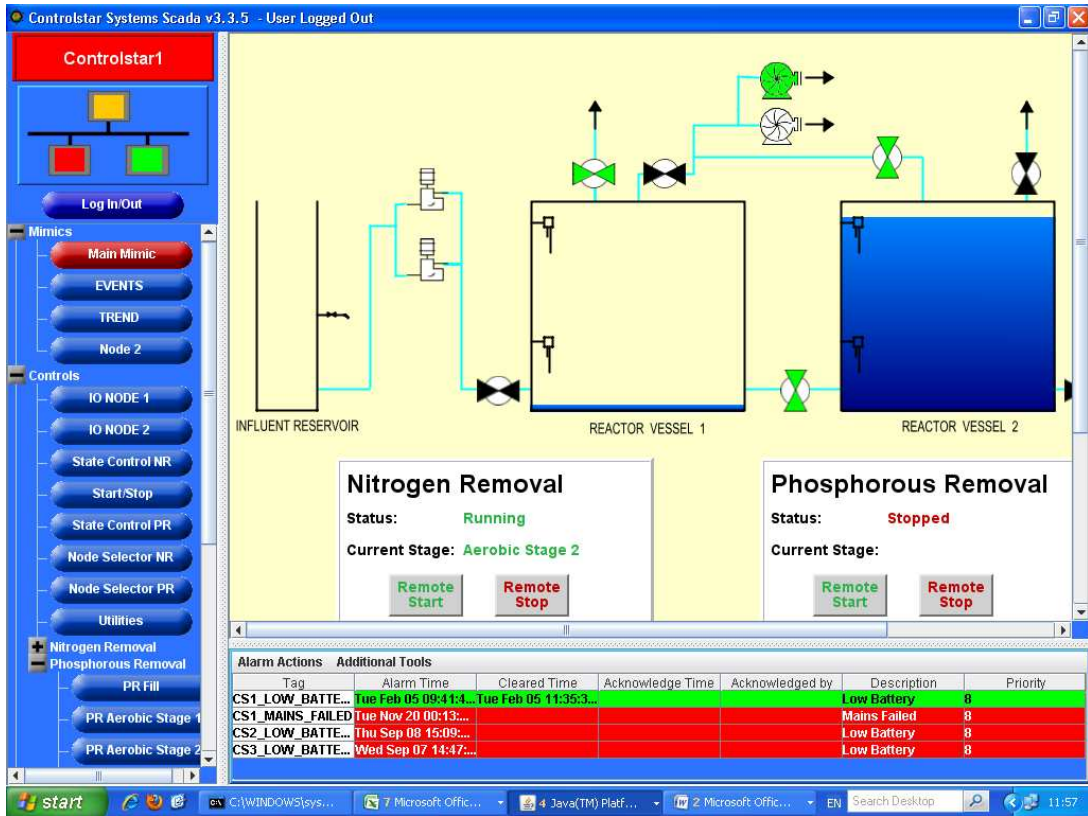 Controlstar Systems Scada v3.3.5 - User Logged Out
Controlstar1
Log In/Out
Mimics
Main Mimic
EVENTS
TREND
Node 2
Controls
IO NODE 1
IO NODE 2
State Control NR
Start/Stop
State Control PR
Node Selector NR
Node Selector PR
Utilities
Nitrogen Removal
Phosphorous Removal
PR Fill
PR Aerobic Stage 1
PR Aerobic Stage 2
INFLUENT RESERVOIR
REACTOR VESSEL 1
REACTOR VESSEL 2
Nitrogen Removal
Status: Running
Current Stage: Aerobic Stage 2
Remote Start
Remote Stop
Phosphorous Removal
Status: Stopped
Current Stage:
Remote Start
Remote Stop
Alarm Actions Additional Tools
Tag Alarm Time Cleared Time Acknowledge Time Acknowledged by Description Priority
CS1_LOW_BATTE... Tue Feb 05 09:41:4... Tue Feb 05 11:35:3... Low Battery 8
CS1_MAINS_FAILED Tue Nov 20 00:13:... Mains Failed 8
CS2_LOW_BATTE... Thu Sep 08 15:09:... Low Battery 8
CS3_LOW_BATTE... Wed Sep 07 14:47:... Low Battery 8
start C:\WINDOWS\sys... 7 Microsoft Offic... 4 Java(TM) Platf... 2 Microsoft Offic... EN Search Desktop 11:57